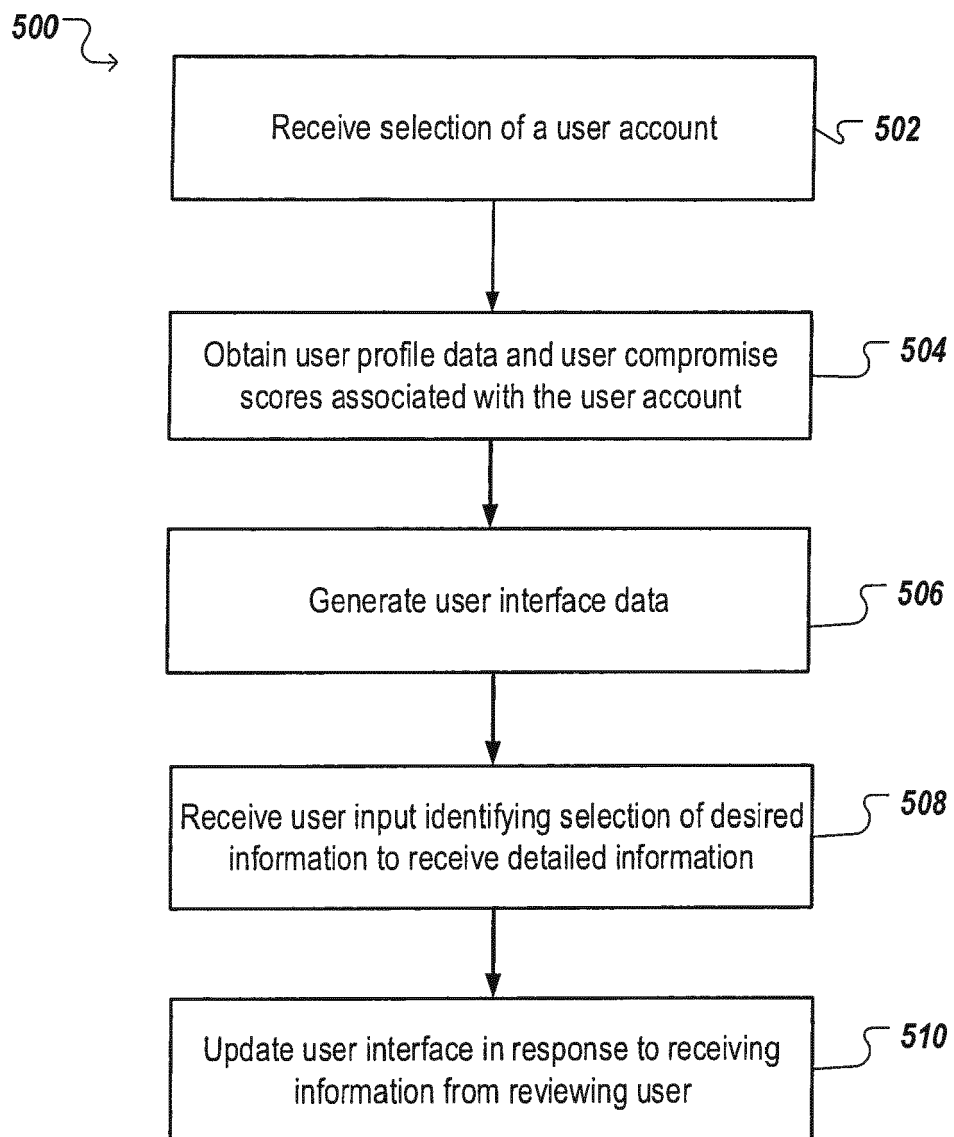 500
Receive selection of a user account
502
Obtain user profile data and user compromise
scores associated with the user account
504
Generate user interface data
506
Receive user input identifying selection of desired
information to receive detailed information
508
Update user interface in response to receiving
information from reviewing user
510